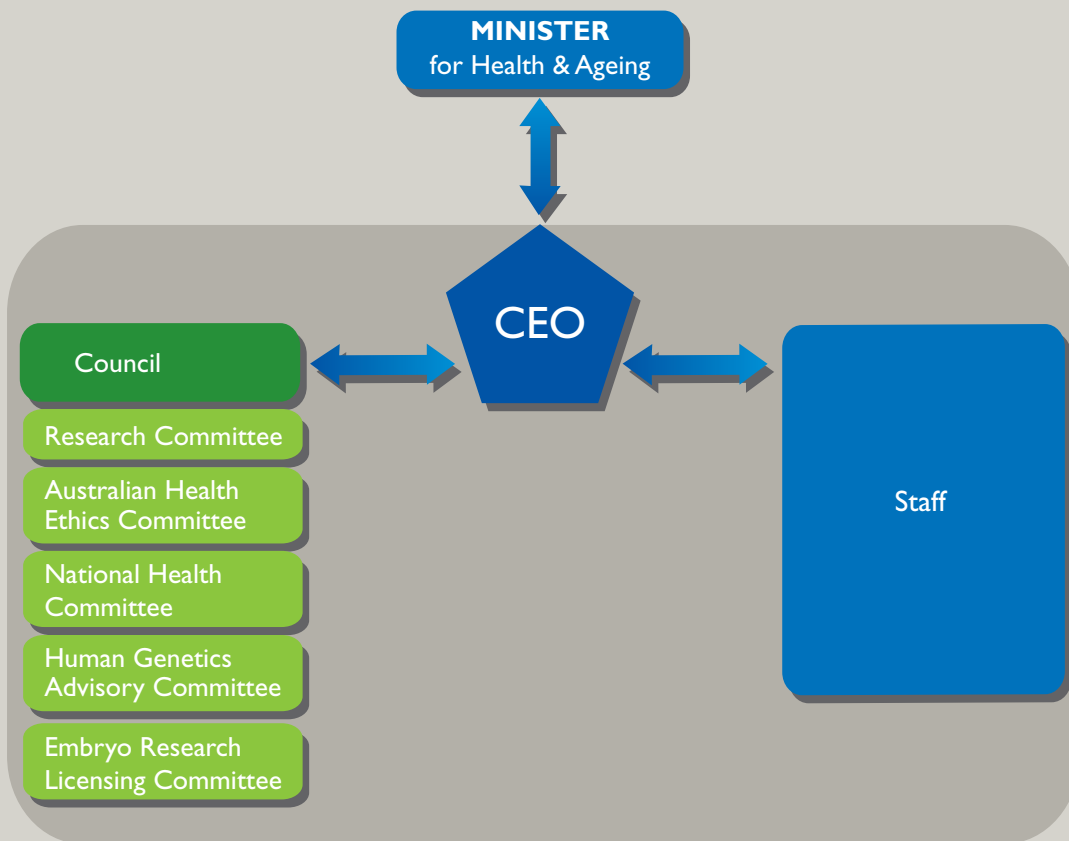 MINISTER
for Health & Ageing
CEO
Council
Research Committee
Australian Health
Ethics Committee
National Health
Committee
Human Genetics
Advisory Committee
Embryo Research
Licensing Committee
Staff